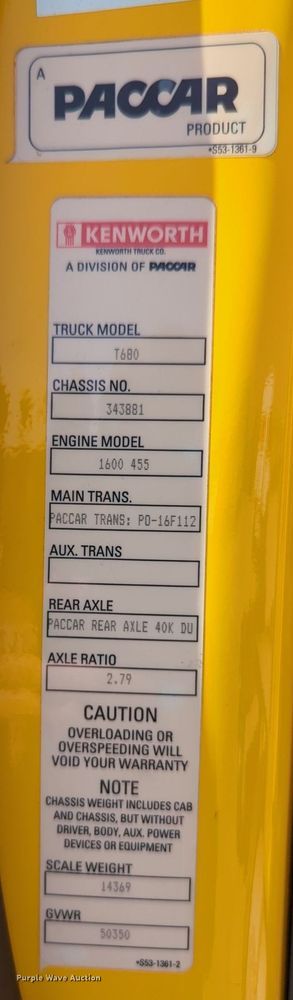 A
PACCAR
PRODUCT
*S53-1361-9
KENWORTH
KENWORTH TRUCK CO.
A DIVISION OF PACCAR
TRUCK MODEL
T680
CHASSIS NO.
343881
ENGINE MODEL
1600 455
MAIN TRANS.
PACCAR TRANS: PO-16F112
AUX. TRANS
REAR AXLE
PACCAR REAR AXLE 40K DU
AXLE RATIO
2.79
CAUTION
OVERLOADING OR
OVERSPEEDING WILL
VOID YOUR WARRANTY
NOTE
CHASSIS WEIGHT INCLUDES CAB
AND CHASSIS, BUT WITHOUT
DRIVER, BODY, AUX. POWER
DEVICES OR EQUIPMENT
SCALE WEIGHT
14369
GVWR
50350
*S53-1361-2
Purple Wave Auction